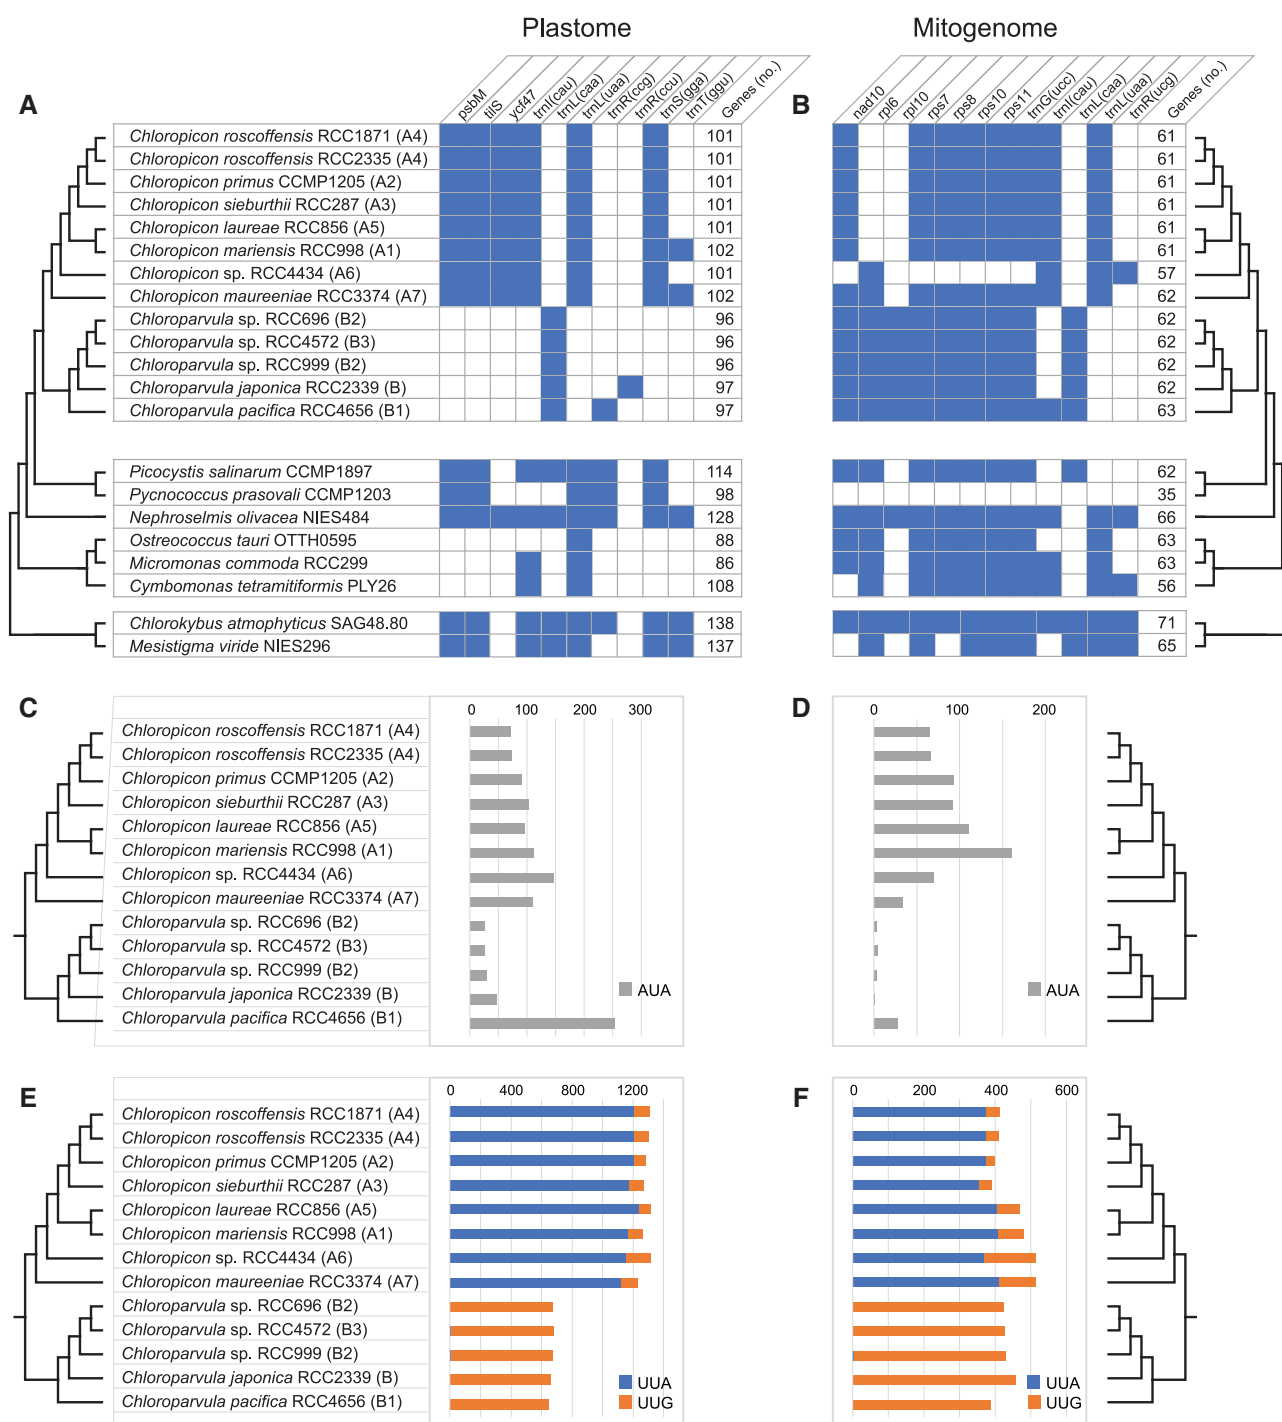 Plastome
Mitogenome
A
psbM
tilS
ycf47
trnI(cau)
trnL(caa)
trnL(uaa)
trnR(ccg)
trnR(ccu)
trnS(gga)
trnT(ggu)
Genes (no.)
B
nad10
rpl6
rpl10
rps7
rps8
rps10
rps11
trnG(ucc)
trnI(cau)
trnL(caa)
trnL(uaa)
trnR(ucg)
Genes (no.)
Chloropicon roscoffensis RCC1871 (A4) 101 61
Chloropicon roscoffensis RCC2335 (A4) 101 61
Chloropicon primus CCMP1205 (A2) 101 61
Chloropicon sieburthii RCC287 (A3) 101 61
Chloropicon laureae RCC856 (A5) 101 61
Chloropicon mariensis RCC998 (A1) 102 61
Chloropicon sp. RCC4434 (A6) 101 57
Chloropicon maureeniae RCC3374 (A7) 102 62
Chloroparvula sp. RCC696 (B2) 96 62
Chloroparvula sp. RCC4572 (B3) 96 62
Chloroparvula sp. RCC999 (B2) 96 62
Chloroparvula japonica RCC2339 (B) 97 62
Chloroparvula pacifica RCC4656 (B1) 97 63
Picocystis salinarum CCMP1897 114 62
Pycnococcus prasovali CCMP1203 98 35
Nephroselmis olivacea NIES484 128 66
Ostreococcus tauri OTTH0595 88 63
Micromonas commoda RCC299 86 63
Cymbomonas tetramitiformis PLY26 108 56
Chlorokybus atmophyticus SAG48.80 138 71
Mesistigma viride NIES296 137 65
C
0 100 200 300
D
0 100 200
Chloropicon roscoffensis RCC1871 (A4)
Chloropicon roscoffensis RCC2335 (A4)
Chloropicon primus CCMP1205 (A2)
Chloropicon sieburthii RCC287 (A3)
Chloropicon laureae RCC856 (A5)
Chloropicon mariensis RCC998 (A1)
Chloropicon sp. RCC4434 (A6)
Chloropicon maureeniae RCC3374 (A7)
Chloroparvula sp. RCC696 (B2)
Chloroparvula sp. RCC4572 (B3)
Chloroparvula sp. RCC999 (B2)
Chloroparvula japonica RCC2339 (B)
Chloroparvula pacifica RCC4656 (B1)
AUA
AUA
E
0 400 800 1200
F
0 200 400 600
Chloropicon roscoffensis RCC1871 (A4)
Chloropicon roscoffensis RCC2335 (A4)
Chloropicon primus CCMP1205 (A2)
Chloropicon sieburthii RCC287 (A3)
Chloropicon laureae RCC856 (A5)
Chloropicon mariensis RCC998 (A1)
Chloropicon sp. RCC4434 (A6)
Chloropicon maureeniae RCC3374 (A7)
Chloroparvula sp. RCC696 (B2)
Chloroparvula sp. RCC4572 (B3)
Chloroparvula sp. RCC999 (B2)
Chloroparvula japonica RCC2339 (B)
Chloroparvula pacifica RCC4656 (B1)
UUA
UUG
UUA
UUG